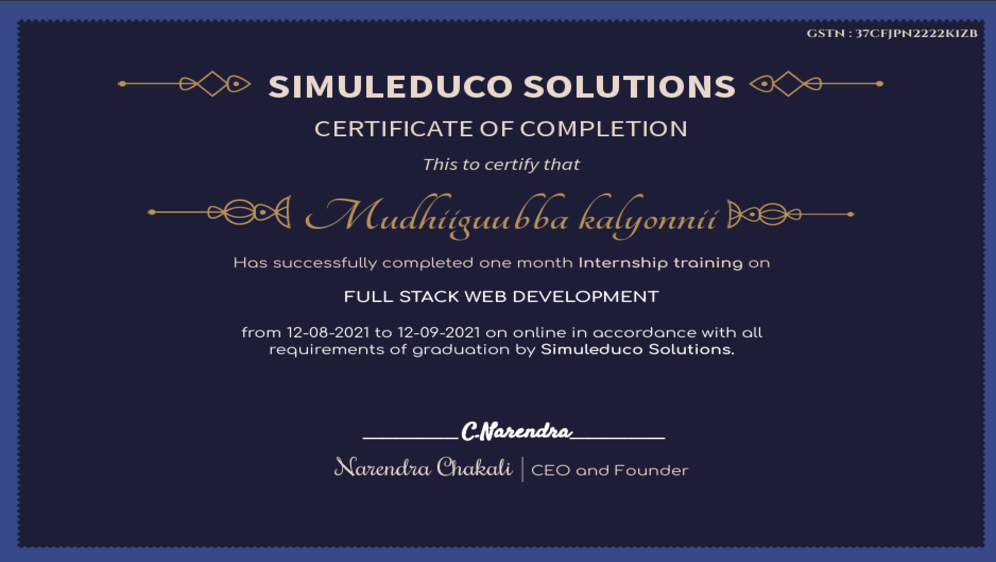 GSTN : 37CFJPN2222K1ZB
SIMULEDUCO SOLUTIONS
CERTIFICATE OF COMPLETION
This to certify that
Mudhiiguubba kalyonnii
Has successfully completed one month Internship training on
FULL STACK WEB DEVELOPMENT
from 12-08-2021 to 12-09-2021 on online in accordance with all
requirements of graduation by Simuleduco Solutions.
C.Narendra
Narendra Chakali | CEO and Founder